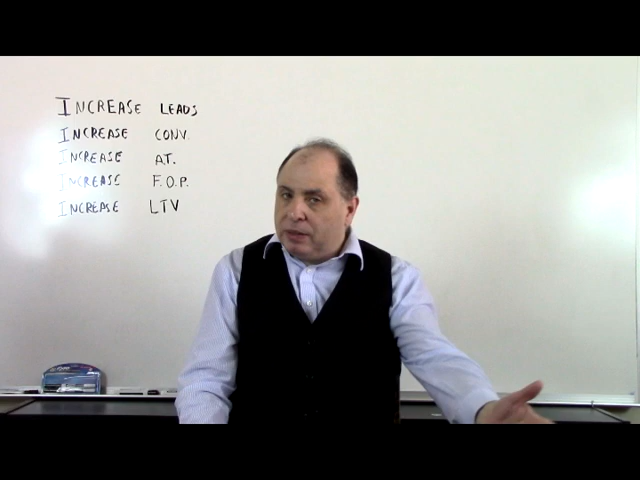 INCREASE LEADS
INCREASE CONV.
INCREASE A.T.
INCREASE F.O.P.
INCREASE LTV